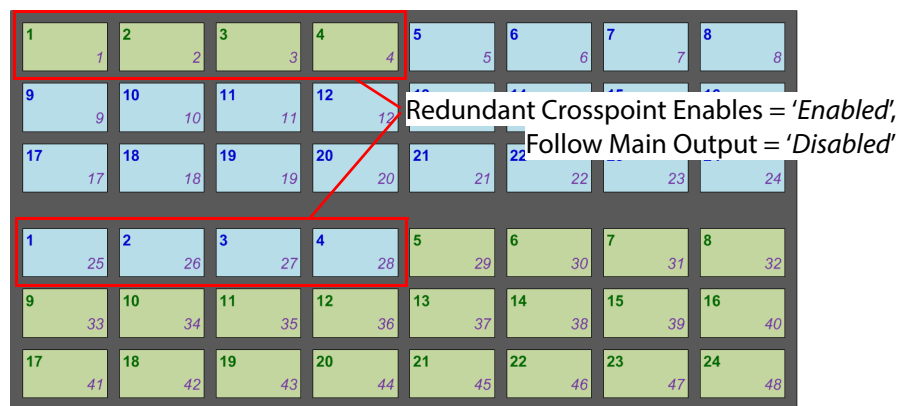 1 2 3 4 5 6 7 8
1 2 3 4 5 6 7 8
9 10 11 12
9 10 11 12
Redundant Crosspoint Enables = ‘Enabled’,
Follow Main Output = ‘Disabled’
17 18 19 20 21 22
17 18 19 20 21 22 23 24
1 2 3 4 5 6 7 8
25 26 27 28 29 30 31 32
9 10 11 12 13 14 15 16
33 34 35 36 37 38 39 40
17 18 19 20 21 22 23 24
41 42 43 44 45 46 47 48